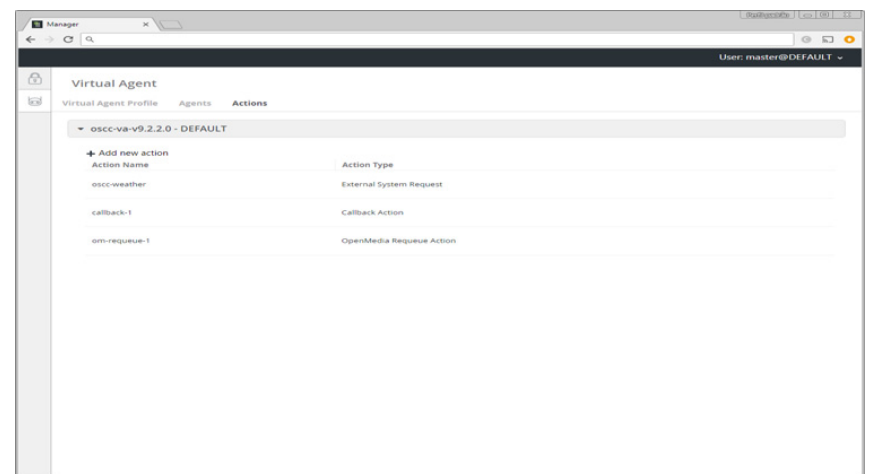 Manager
User: master@DEFAULT
Virtual Agent
Virtual Agent Profile Agents Actions
oscc-va-v9.2.2.0 - DEFAULT
+ Add new action
Action Name Action Type
oscc-weather External System Request
callback-1 Callback Action
om-requeue-1 OpenMedia Requeue Action